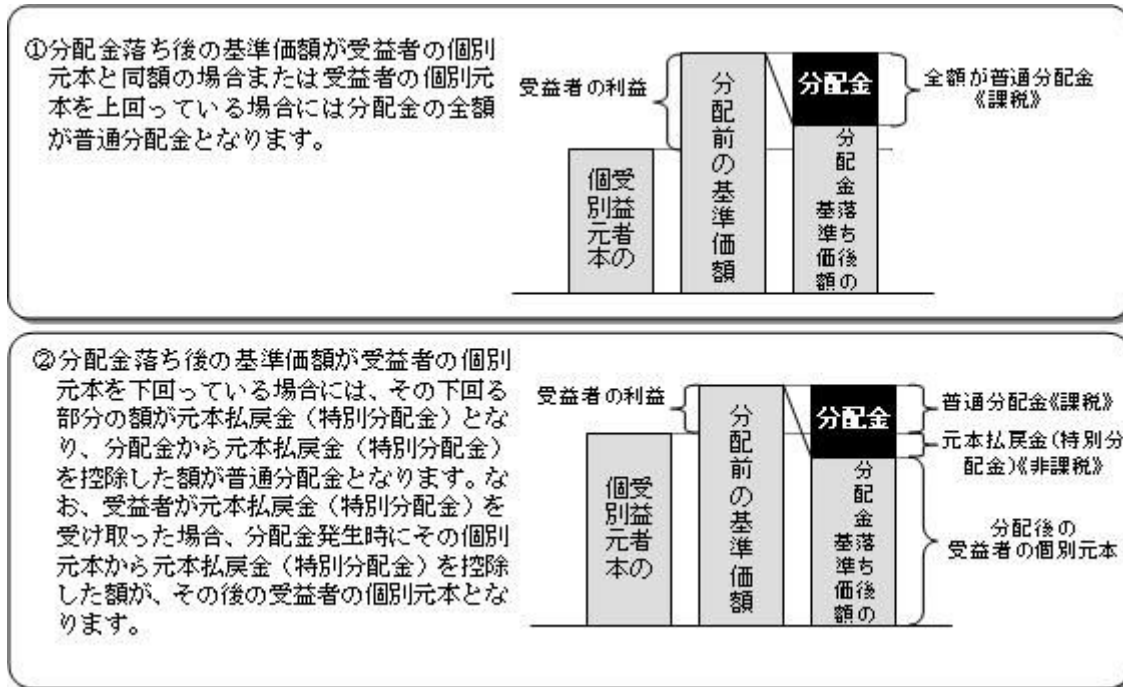 ①分配金落ち後の基準価額が受益者の個別
元本と同額の場合または受益者の個別元
本を上回っている場合には分配金の全額
が普通分配金となります。
受益者の利益
受益者の
個別元本
分配前の基準価額
分配金
分配金落ち後の
基準価額
全額が普通分配金
《課税》
②分配金落ち後の基準価額が受益者の個別
元本を下回っている場合には、その下回る
部分の額が元本払戻金（特別分配金）とな
り、分配金から元本払戻金（特別分配金）
を控除した額が普通分配金となります。な
お、受益者が元本払戻金（特別分配金）を
受け取った場合、分配金発生時にその個別
元本から元本払戻金（特別分配金）を控除
した額が、その後の受益者の個別元本とな
ります。
受益者の利益
受益者の
個別元本
分配前の基準価額
分配金
分配金落ち後の
基準価額
普通分配金《課税》
元本払戻金(特別分
配金)《非課税》
分配後の
受益者の個別元本